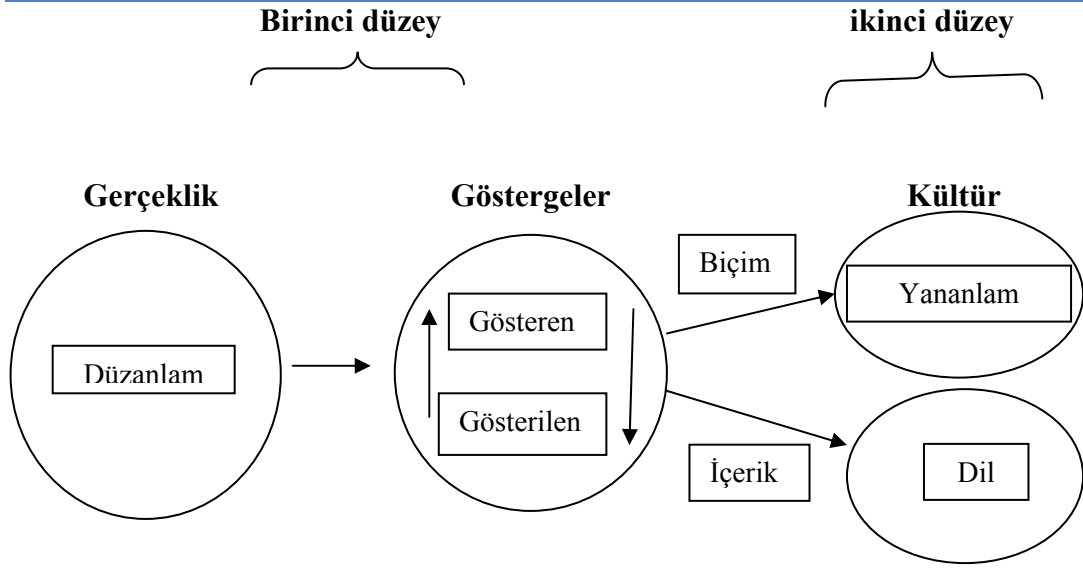 Birinci düzey
ikinci düzey
Gerçeklik
Göstergeler
Kültür
Biçim
Yananlam
Gösteren
Düzanlam
Gösterilen
İçerik
Dil